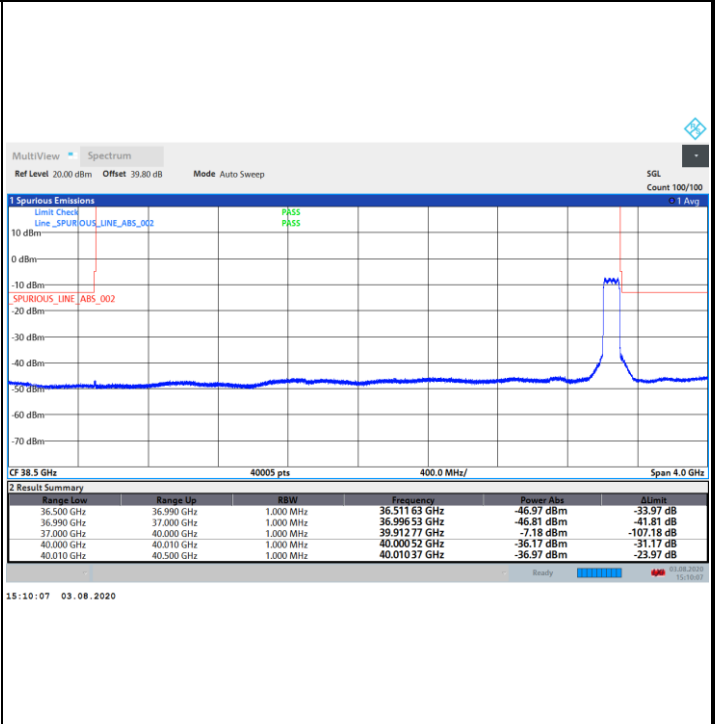 MultiView Spectrum
Ref Level 20.00 dBm Offset 39.80 dB Mode Auto Sweep SGL
Count 100/100
1 Spurious Emissions 1 Avg
Limit Check PASS
Line _SPURIOUS_LINE_ABS_002 PASS
10 dBm
0 dBm
-10 dBm
_SPURIOUS_LINE_ABS_002
-20 dBm
-30 dBm
-40 dBm
-50 dBm
-60 dBm
-70 dBm
CF 38.5 GHz 40005 pts 400.0 MHz/ Span 4.0 GHz
2 Result Summary
Range Low Range Up RBW Frequency Power Abs ΔLimit
36.500 GHz 36.990 GHz 1.000 MHz 36.511 63 GHz -46.97 dBm -33.97 dB
36.990 GHz 37.000 GHz 1.000 MHz 36.996 53 GHz -46.81 dBm -41.81 dB
37.000 GHz 40.000 GHz 1.000 MHz 39.912 77 GHz -7.18 dBm -107.18 dB
40.000 GHz 40.010 GHz 1.000 MHz 40.000 52 GHz -36.17 dBm -31.17 dB
40.010 GHz 40.500 GHz 1.000 MHz 40.010 37 GHz -36.97 dBm -23.97 dB
Ready 03.08.2020
15:10:07
15:10:07 03.08.2020